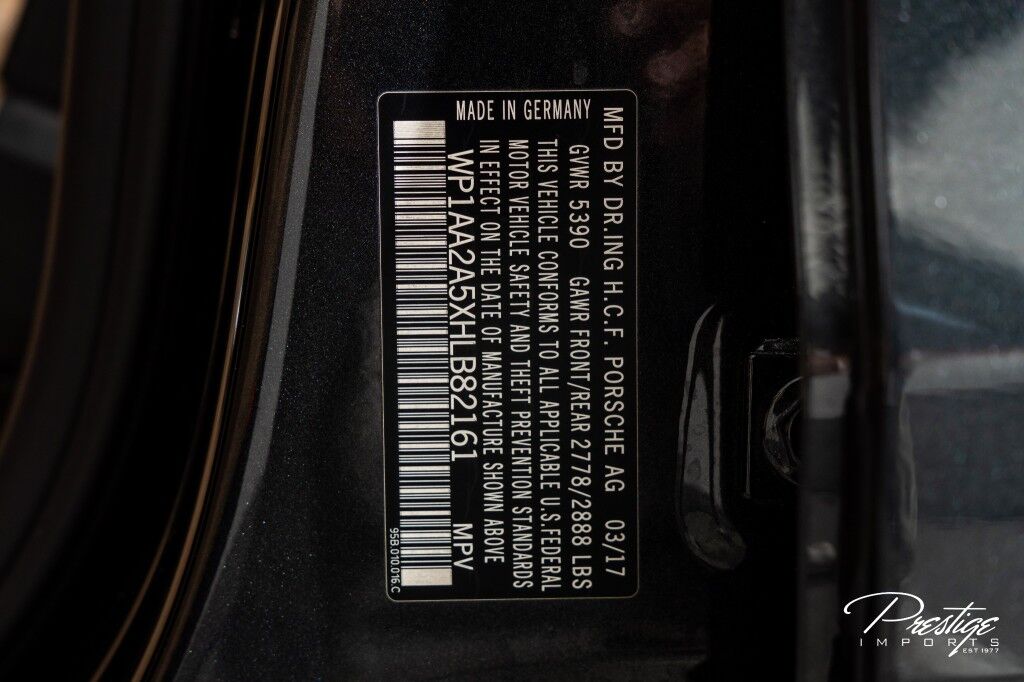 MFD BY DR.ING H.C.F. PORSCHE AG 03/17
MADE IN GERMANY
GVWR 5390 GAWR FRONT/REAR 2778/2888 LBS
THIS VEHICLE CONFORMS TO ALL APPLICABLE U.S.FEDERAL
MOTOR VEHICLE SAFETY AND THEFT PREVENTION STANDARDS
IN EFFECT ON THE DATE OF MANUFACTURE SHOWN ABOVE
WP1AA2A5XHLB82161 MPV
95B.010.016.C
Prestige
IMPORTS
EST 1977